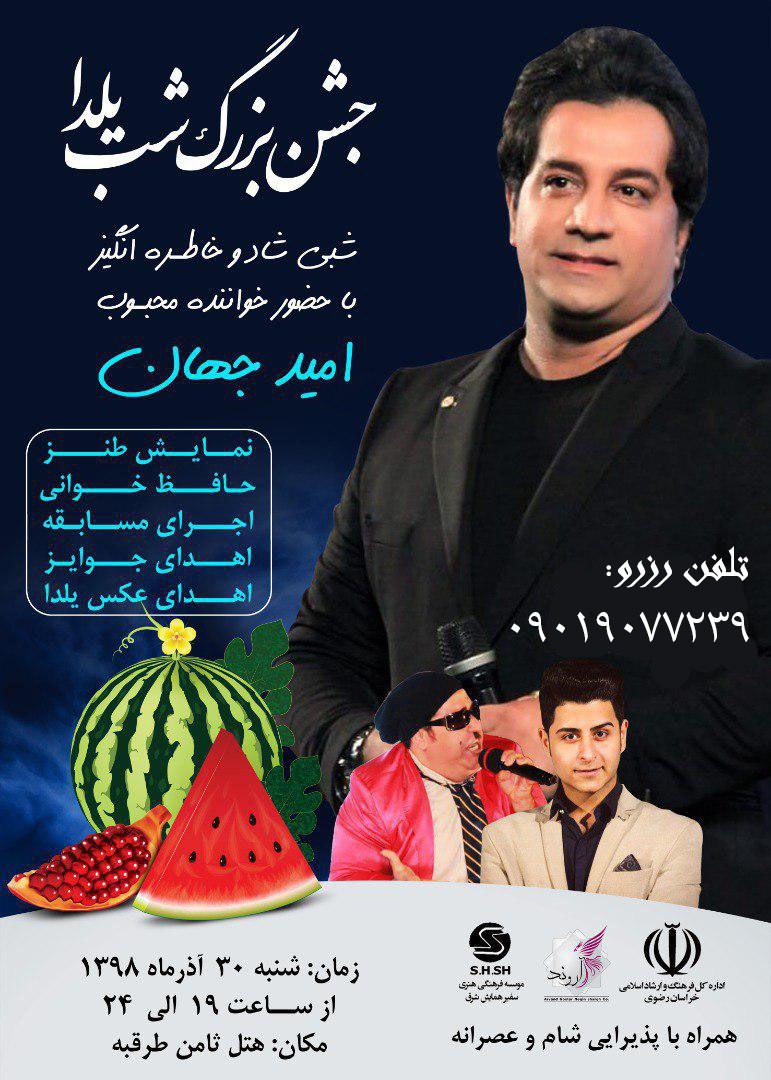 جشن بزرگ شب یلدا
شبی شاد و خاطره انگیز
با حضور خواننده محبوب
امید جهان
نمایش طنز
حافظ خوانی
اجرای مسابقه
اهدای جوایز
اهدای عکس یلدا
تلفن رزرو:
۰۹۰۱۹۰۷۷۲۳۹
زمان: شنبه ۳۰ آذرماه ۱۳۹۸
از ساعت ۱۹ الی ۲۴
مکان: هتل ثامن طرقبه
اداره کل فرهنگ و ارشاد اسلامی
خراسان رضوی
آروند
S.H.SH
موسسه فرهنگی هنری
سفیر همایش شرق
همراه با پذیرایی شام و عصرانه